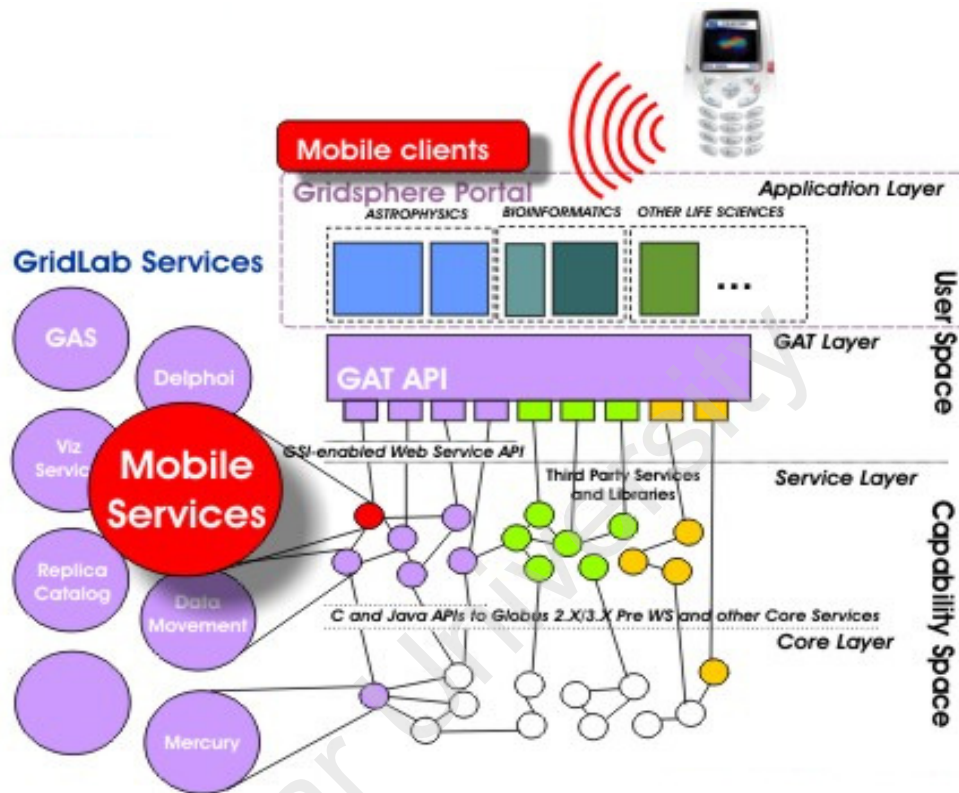 Mobile clients
Gridsphere Portal
Application Layer
ASTROPHYSICS
BIOINFORMATICS
OTHER LIFE SCIENCES
...
GridLab Services
User Space
GAS
Delphoi
GAT Layer
GAT API
Viz
Service
Mobile
Services
GSI-enabled Web Service API
Third Party Services
and Libraries
Service Layer
Capability Space
Replica
Catalog
Data
Movement
C and Java APIs to Globus 2.X/3.X Pre WS and other Core Services
Core Layer
Mercury
University